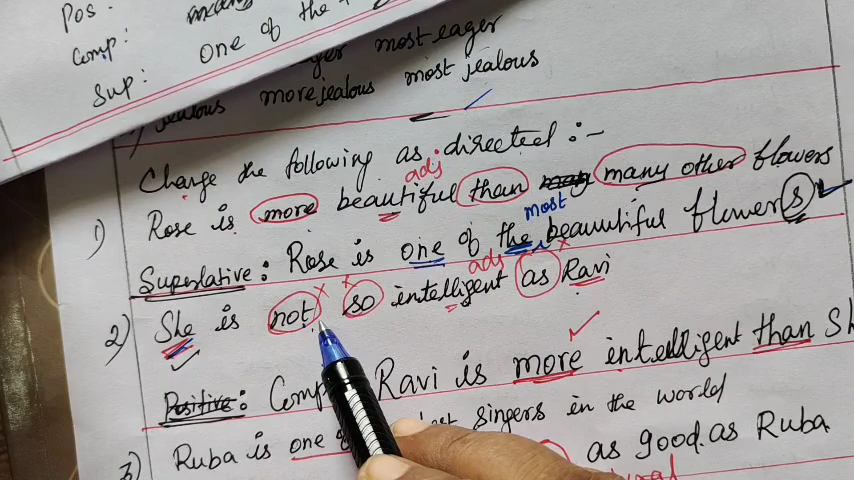 Pos:
Comp:
Sup: One of the
most eager
jealous more jealous most jealous
Change the following as directed :-
adj
1) Rose is more beautiful than many other flowers
most
Superlative: Rose is one of the beauutiful flowers
adj
2) She is not so intelligent as Ravi
Positive: Comp Ravi is more intelligent than Sh
3) Ruba is one singers in the world
as good as Ruba